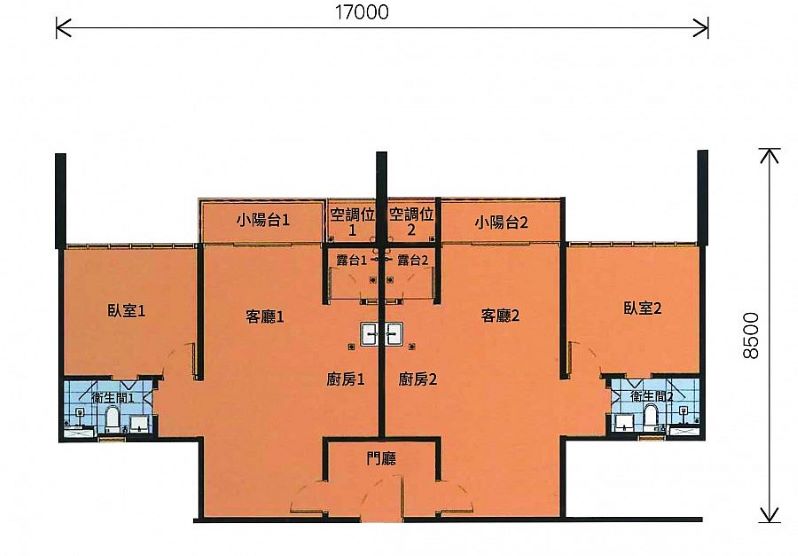 17000
小陽台1
空調位
1
空調位
2
小陽台2
露台1
露台2
臥室1
客廳1
客廳2
臥室2
8500
廚房1
廚房2
衛生間1
衛生間2
門廳